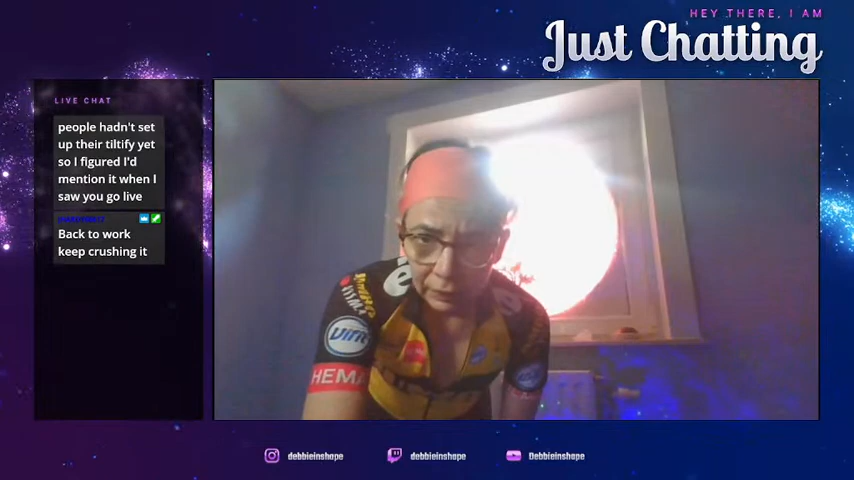 HEY THERE, I AM
Just Chatting
LIVE CHAT
people hadn't set
up their tiltify yet
so I figured I'd
mention it when I
saw you go live
Back to work
keep crushing it
HEMA
debbieinshape
debbieinshape
Debbieinshape